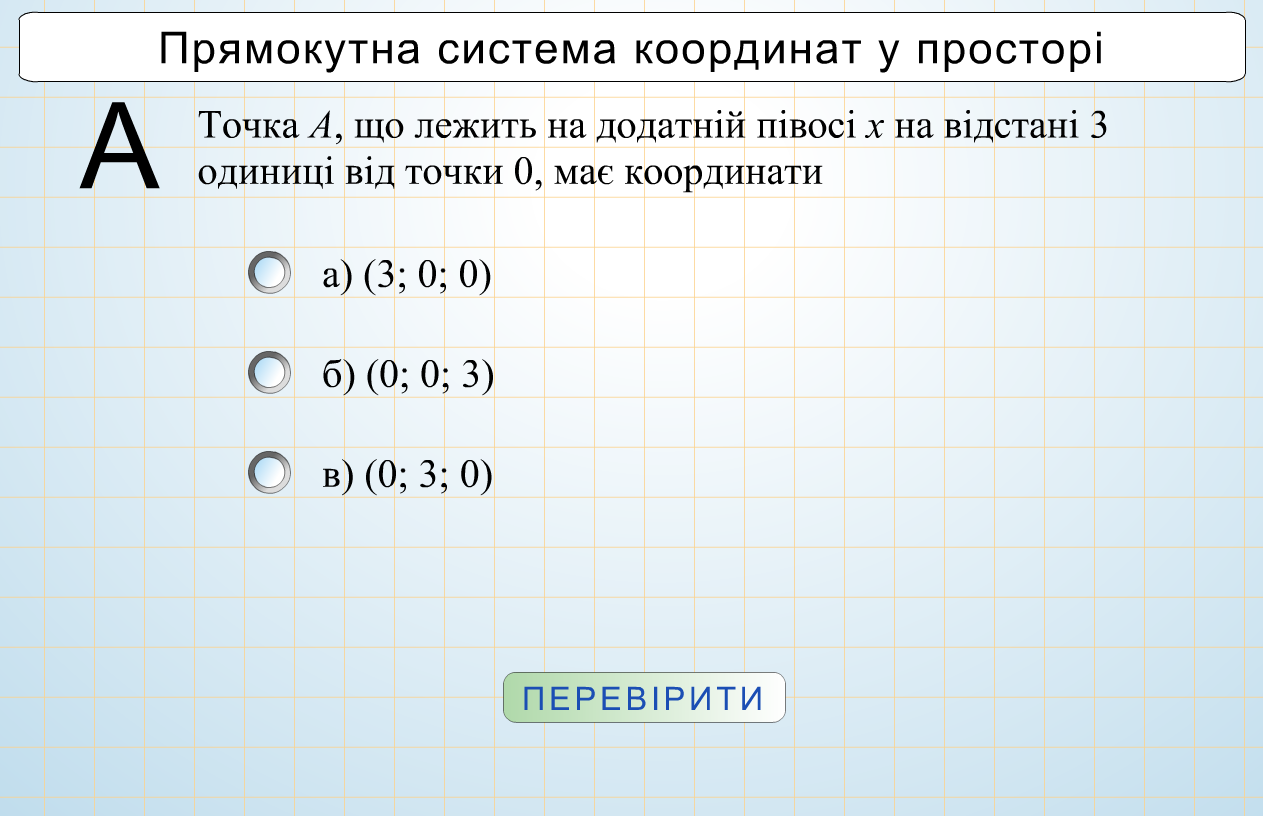 Прямокутна система координат у просторі
А
Точка A, що лежить на додатній півосі x на відстані 3
одиниці від точки 0, має координати
а) (3; 0; 0)
б) (0; 0; 3)
в) (0; 3; 0)
ПЕРЕВІРИТИ